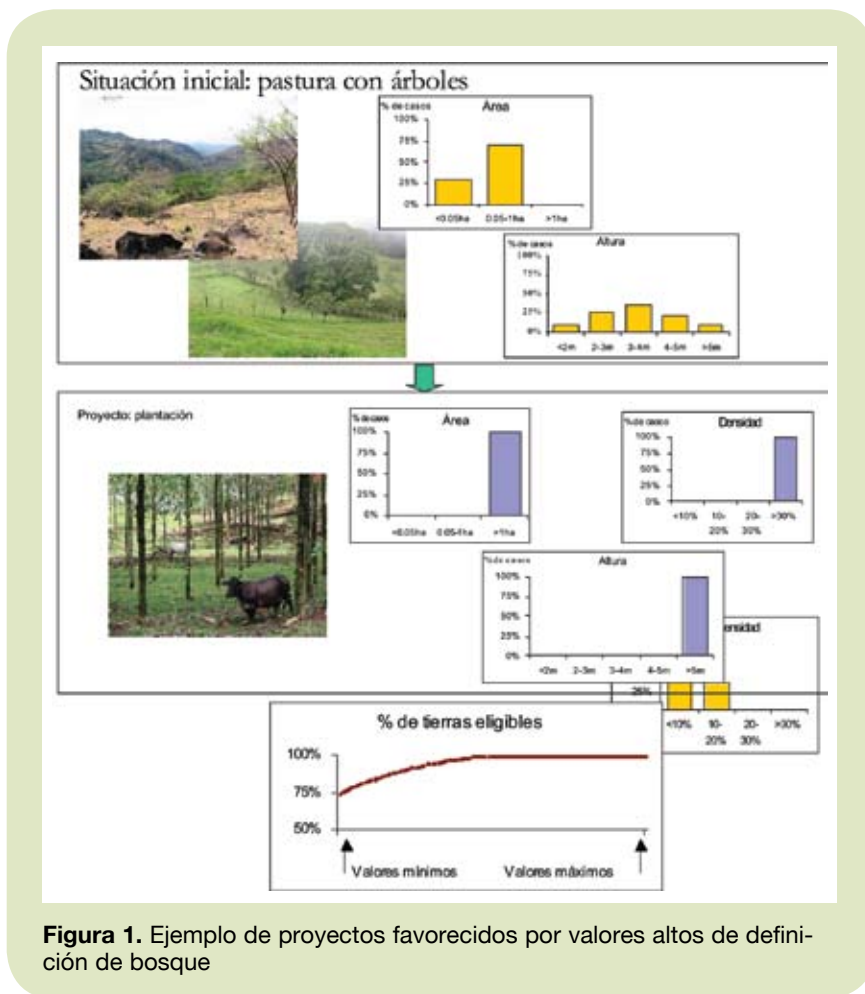 Situación inicial: pastura con árboles
% de casos
Área
100%
75%
50%
25%
0%
<0.05ha 0.05-1ha >1ha
% de casos
Altura
100%
75%
50%
25%
0%
<2m 2-3m 3-4m 4-5m >5m
Proyecto: plantación
% de casos
Área
100%
75%
50%
25%
0%
<0.05ha 0.05-1ha >1ha
% de casos
Densidad
100%
75%
50%
25%
0%
<10% 10- 20- >30%
20% 30%
% de casos
Altura
100%
75%
50%
25%
0%
<2m 2-3m 3-4m 4-5m >5m
ensidad
25%
<10% 10- 20- >30%
20% 30%
% de tierras eligibles
100%
75%
50%
Valores mínimos Valores máximos
Figura 1. Ejemplo de proyectos favorecidos por valores altos de defini-
ción de bosque